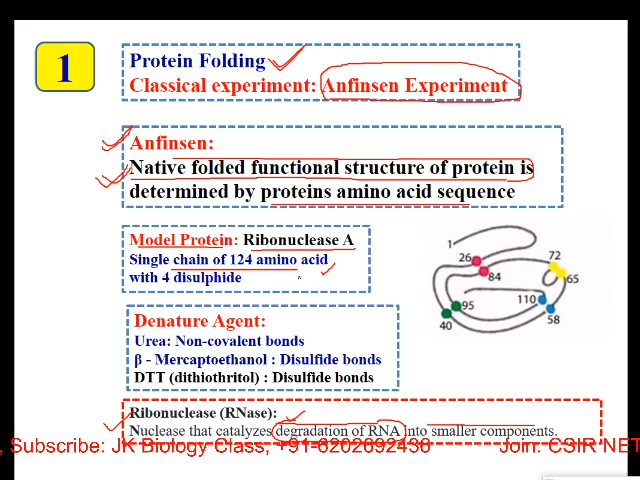 1
Protein Folding
Classical experiment: Anfinsen Experiment
Anfinsen:
Native folded functional structure of protein is
determined by proteins amino acid sequence
Model Protein: Ribonuclease A
Single chain of 124 amino acid
with 4 disulphide
1
26
84
72
65
95
40
110
58
Denature Agent:
Urea: Non-covalent bonds
β - Mercaptoethanol : Disulfide bonds
DTT (dithiothritol) : Disulfide bonds
Ribonuclease (RNase):
Nuclease that catalyzes degradation of RNA into smaller components.
, Subscribe: JK Biology Class, +91-6202692436 Join: CSIR NET